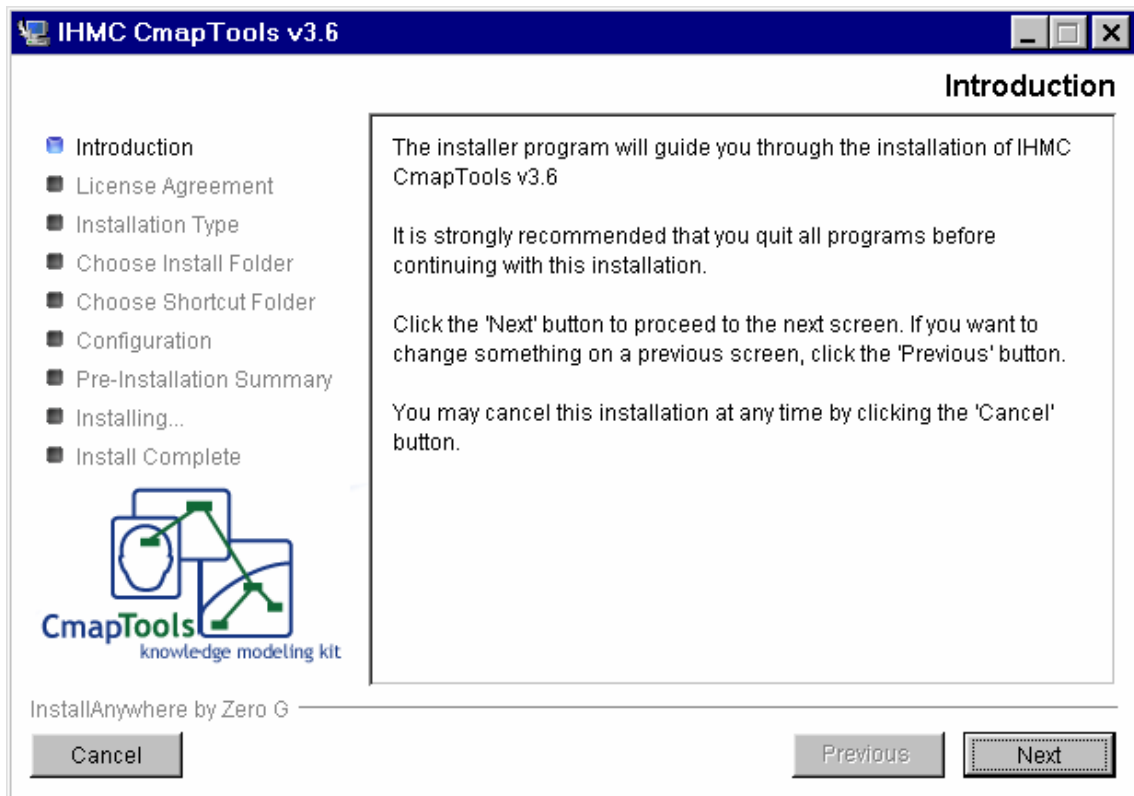 IHMC CmapTools v3.6
Introduction
Introduction
License Agreement
Installation Type
Choose Install Folder
Choose Shortcut Folder
Configuration
Pre-Installation Summary
Installing...
Install Complete
The installer program will guide you through the installation of IHMC
CmapTools v3.6
It is strongly recommended that you quit all programs before
continuing with this installation.
Click the 'Next' button to proceed to the next screen. If you want to
change something on a previous screen, click the 'Previous' button.
You may cancel this installation at any time by clicking the 'Cancel'
button.
CmapTools
knowledge modeling kit
InstallAnywhere by Zero G
Cancel
Previous
Next